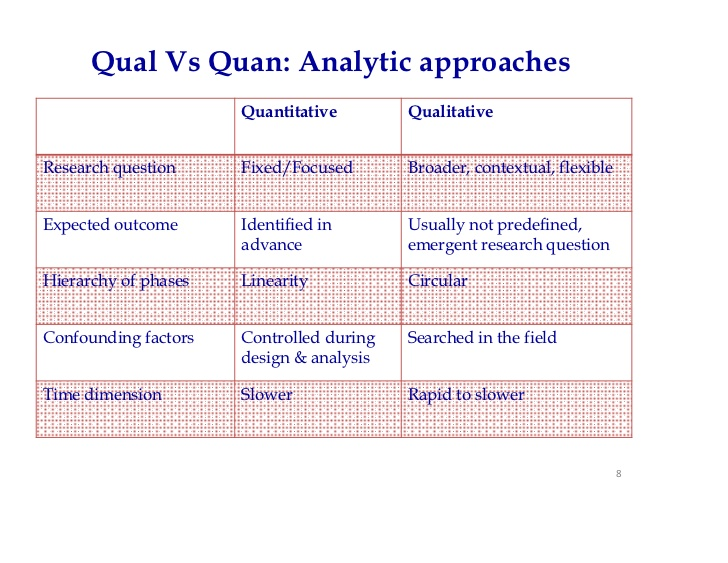 Qual Vs Quan: Analytic approaches
Quantitative
Qualitative
Research question
Fixed/Focused
Broader, contextual, flexible
Expected outcome
Identified in
advance
Usually not predefined,
emergent research question
Hierarchy of phases
Linearity
Circular
Confounding factors
Controlled during
design & analysis
Searched in the field
Time dimension
Slower
Rapid to slower
8